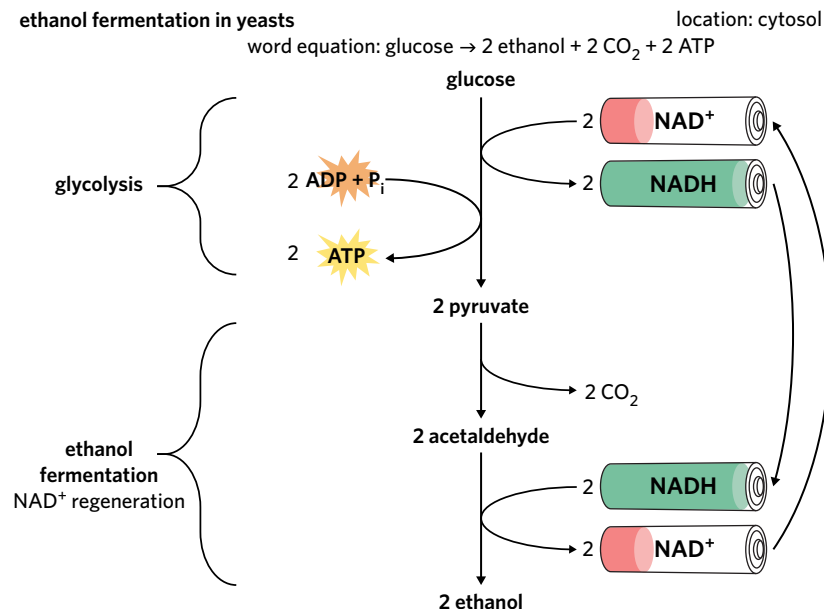 ethanol fermentation in yeasts
location: cytosol
word equation: glucose → 2 ethanol + 2 CO₂ + 2 ATP
glucose
2 NAD⁺
2 NADH
glycolysis
2 ADP + Pᵢ
2 ATP
2 pyruvate
2 CO₂
2 acetaldehyde
ethanol
fermentation
NAD⁺ regeneration
2 NADH
2 NAD⁺
2 ethanol